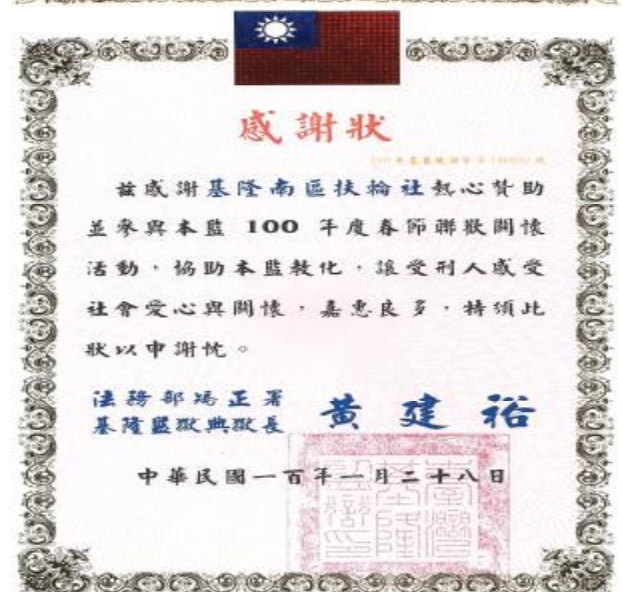 感謝狀
茲感謝基隆南區扶輪社熱心贊助
並參與本監 100 年度春節聯歡關懷
活動，協助本監教化，讓受刑人感受
社會愛心與關懷，嘉惠良多，特頒此
狀以申謝忱。
法務部矯正署
基隆監獄典獄長 黃建裕
中華民國一百年一月二十八日